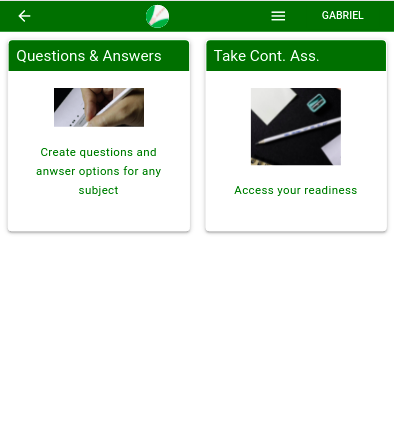 GABRIEL
Questions & Answers
Create questions and
anwser options for any
subject
Take Cont. Ass.
Access your readiness